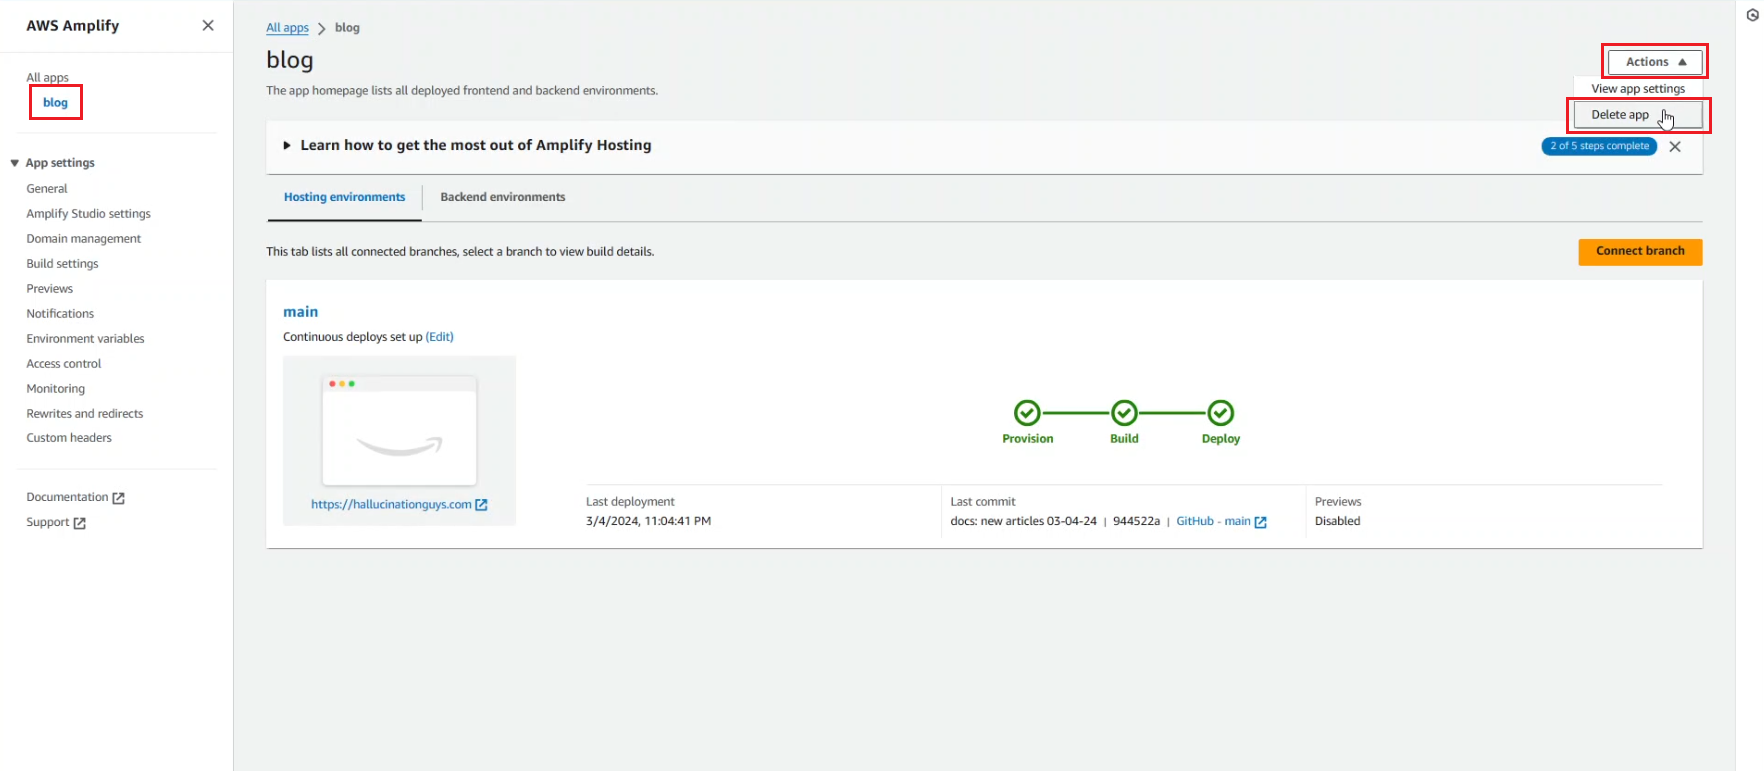 AWS Amplify
All apps
blog
App settings
General
Amplify Studio settings
Domain management
Build settings
Previews
Notifications
Environment variables
Access control
Monitoring
Rewrites and redirects
Custom headers
Documentation
Support
All apps > blog
blog
The app homepage lists all deployed frontend and backend environments.
Actions
View app settings
Delete app
Learn how to get the most out of Amplify Hosting
2 of 5 steps complete
Hosting environments
Backend environments
This tab lists all connected branches, select a branch to view build details.
Connect branch
main
Continuous deploys set up (Edit)
https://hallucinationguys.com
Provision
Build
Deploy
Last deployment
3/4/2024, 11:04:41 PM
Last commit
docs: new articles 03-04-24 | 944522a | GitHub - main
Previews
Disabled